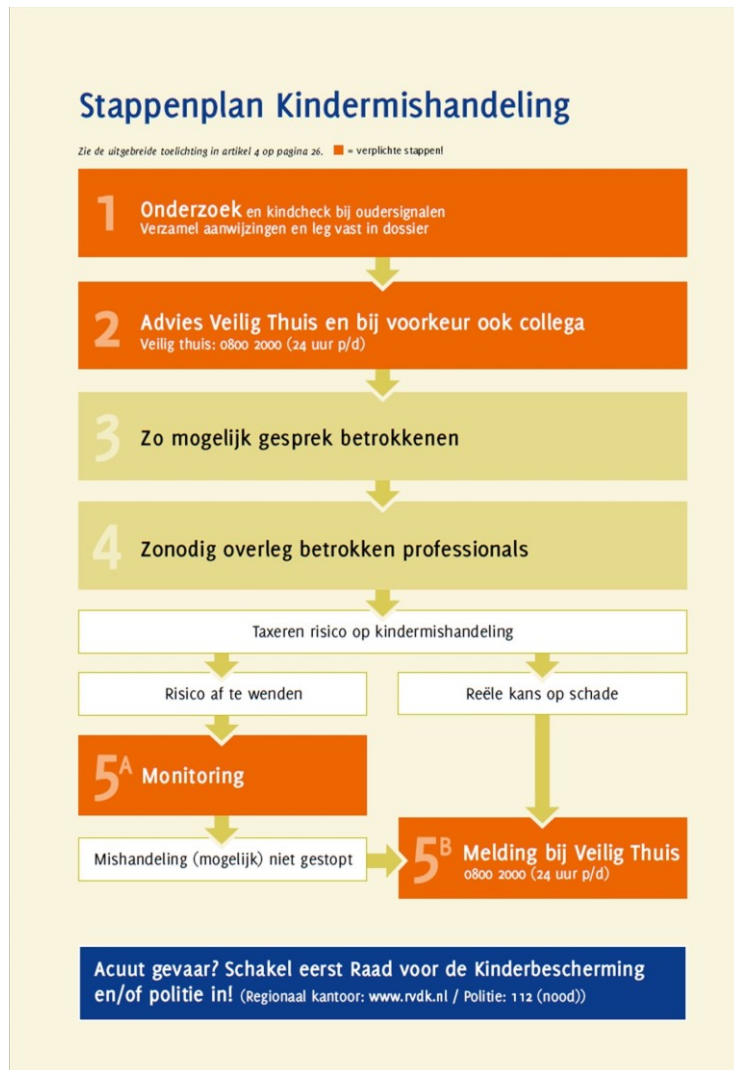 Stappenplan Kindermishandeling
Zie de uitgebreide toelichting in artikel 4 op pagina 26. = verplichte stappen!
1 Onderzoek en kindcheck bij oudersignalen
Verzamel aanwijzingen en leg vast in dossier
2 Advies Veilig Thuis en bij voorkeur ook collega
Veilig thuis: 0800 2000 (24 uur p/d)
3 Zo mogelijk gesprek betrokkenen
4 Zonodig overleg betrokken professionals
Taxeren risico op kindermishandeling
Risico af te wenden
Reële kans op schade
5A Monitoring
Mishandeling (mogelijk) niet gestopt
5B Melding bij Veilig Thuis
0800 2000 (24 uur p/d)
Acuut gevaar? Schakel eerst Raad voor de Kinderbescherming
en/of politie in! (Regionaal kantoor: www.rvdk.nl / Politie: 112 (nood))